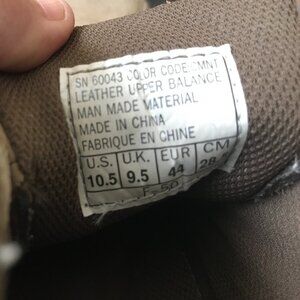 SN 60043 COLOR CODE CMNT
LEATHER UPPER BALANCE
MAN MADE MATERIAL
MADE IN CHINA
FABRIQUE EN CHINE
U.S. U.K. EUR CM
10.5 9.5 44 28